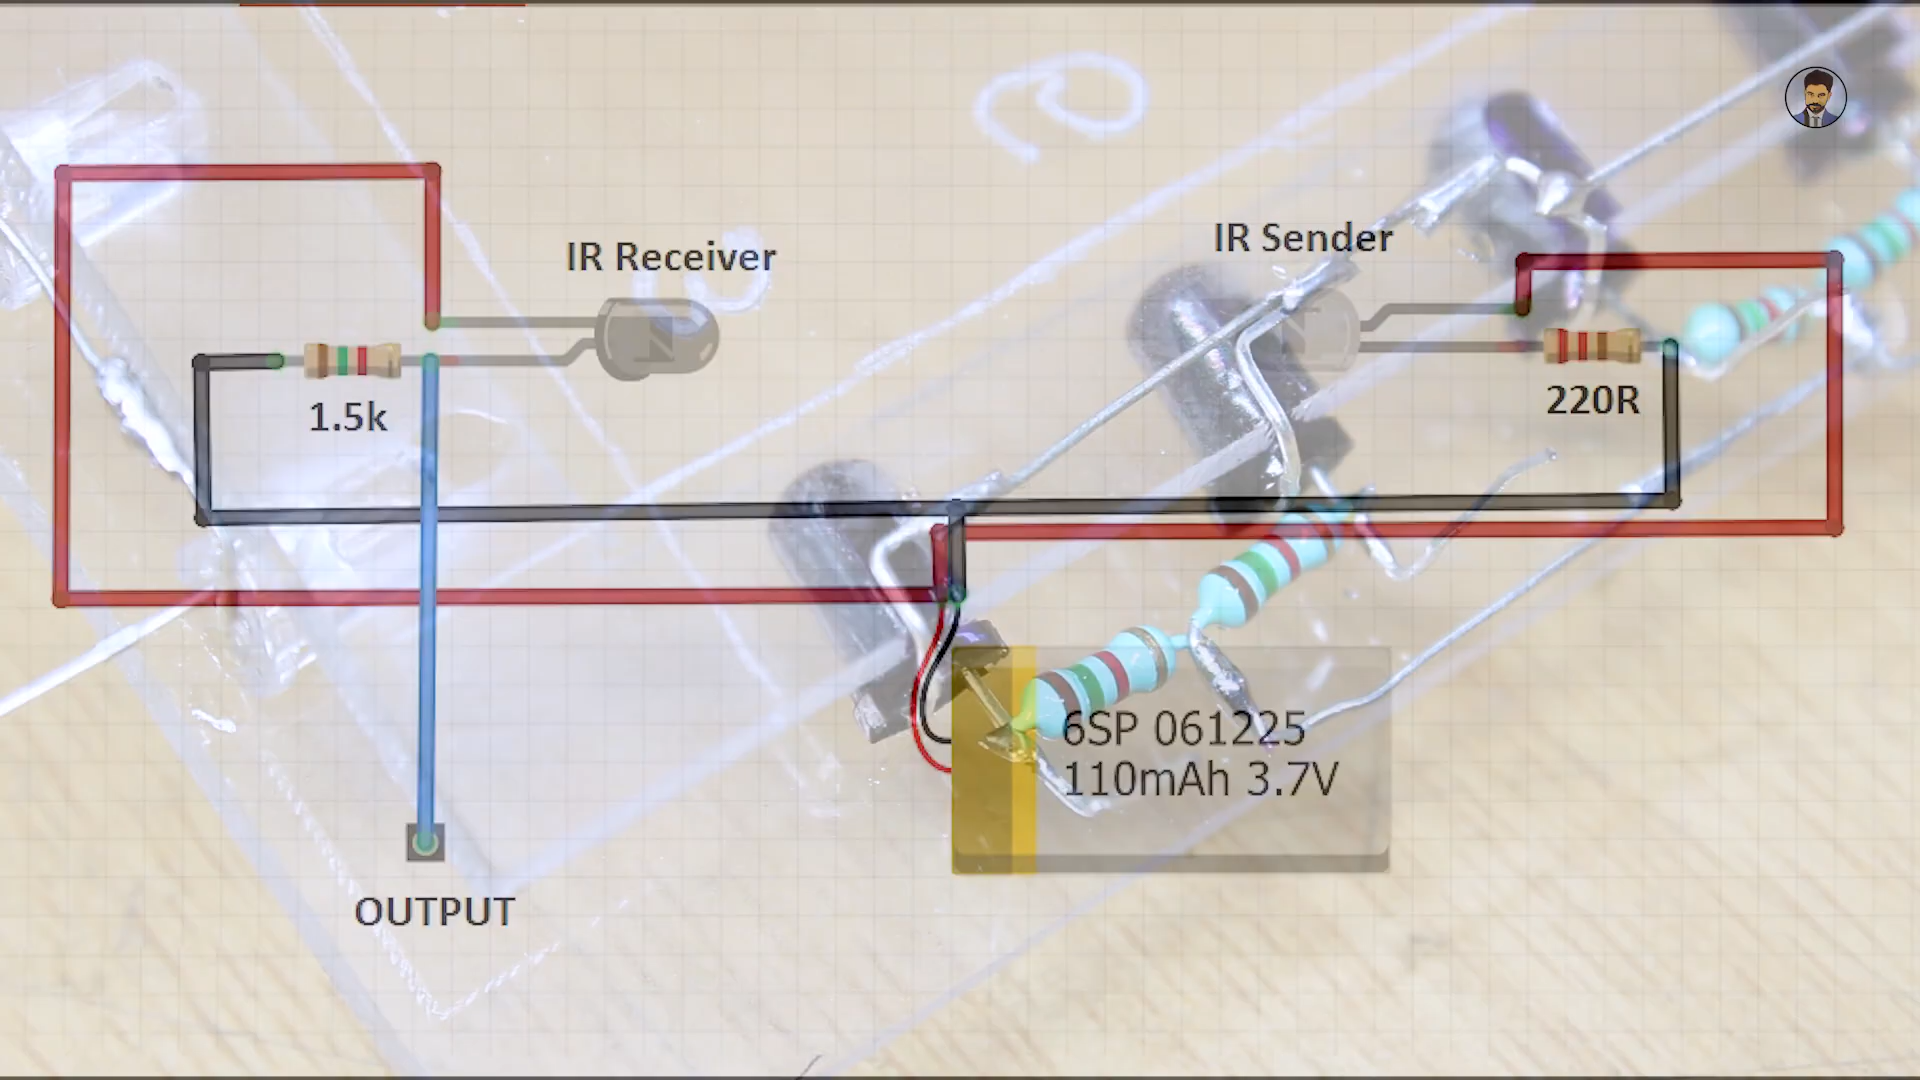 IR Receiver
IR Sender
1.5k
220R
6SP 061225
110mAh 3.7V
OUTPUT